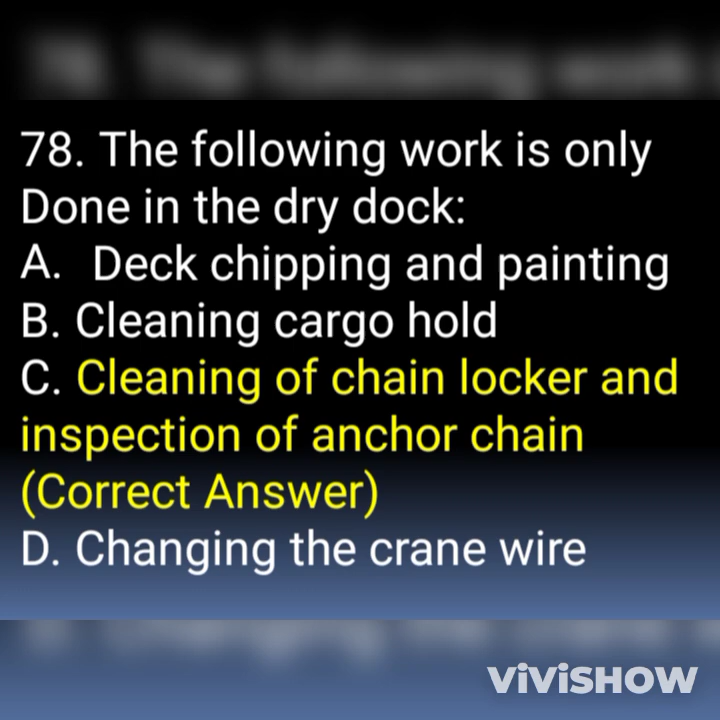 78. The following work is only
Done in the dry dock:
A. Deck chipping and painting
B. Cleaning cargo hold
C. Cleaning of chain locker and
inspection of anchor chain
(Correct Answer)
D. Changing the crane wire
ViViSHOW